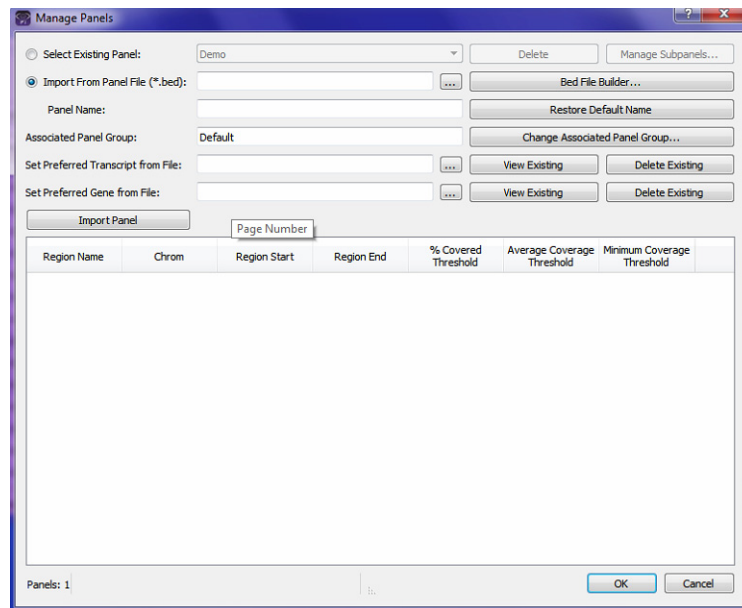 Manage Panels
Select Existing Panel: Demo Delete Manage Subpanels...
Import From Panel File (*.bed): ... Bed File Builder...
Panel Name: Restore Default Name
Associated Panel Group: Default Change Associated Panel Group...
Set Preferred Transcript from File: ... View Existing Delete Existing
Set Preferred Gene from File: ... View Existing Delete Existing
Import Panel
Page Number
Region Name Chrom Region Start Region End % Covered Threshold Average Coverage Threshold Minimum Coverage Threshold
Panels: 1 OK Cancel